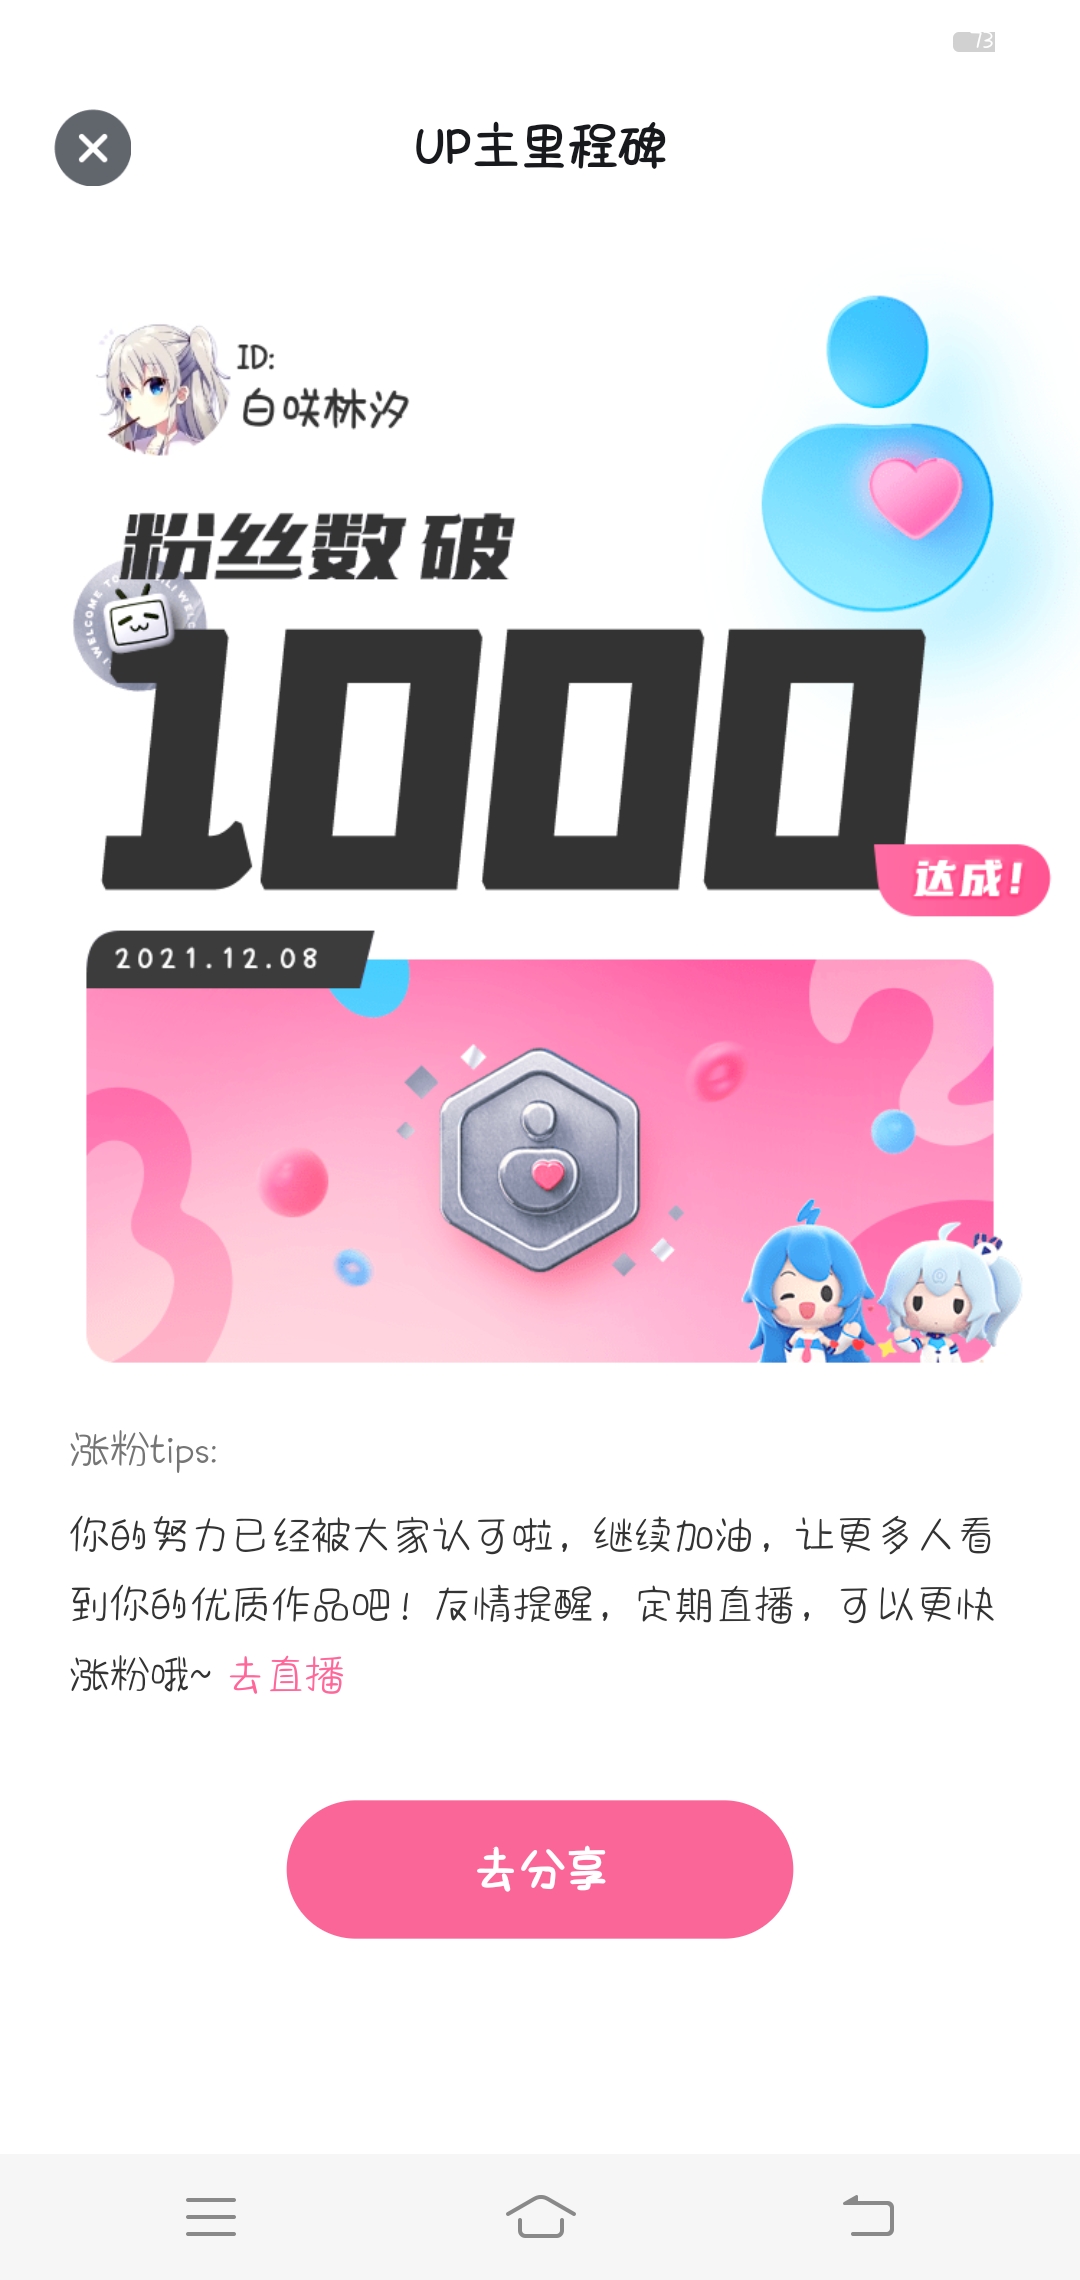 73
UP主里程碑
ID:
白咲林汐
粉丝数 破
1000
达成！
2021.12.08
涨粉tips:
你的努力已经被大家认可啦，继续加油，让更多人看
到你的优质作品吧！友情提醒，定期直播，可以更快
涨粉哦~ 去直播
去分享